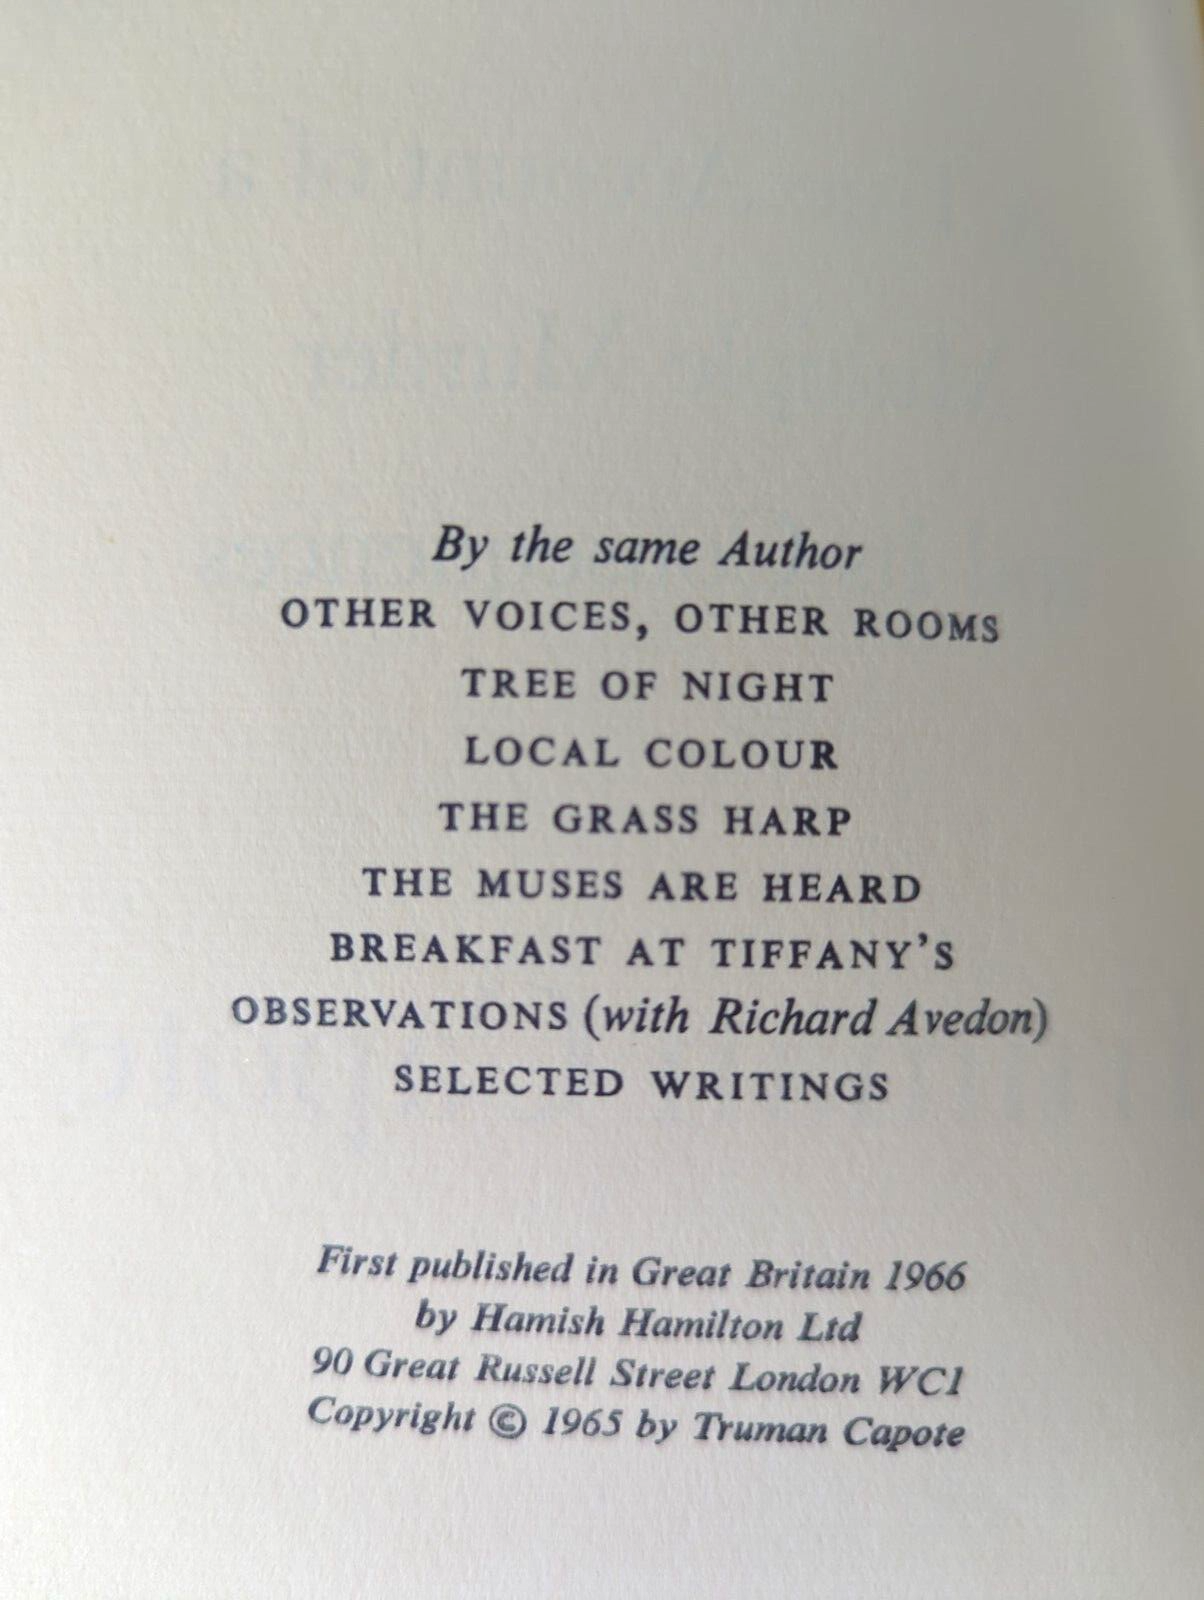 By the same Author
OTHER VOICES, OTHER ROOMS
TREE OF NIGHT
LOCAL COLOUR
THE GRASS HARP
THE MUSES ARE HEARD
BREAKFAST AT TIFFANY'S
OBSERVATIONS (with Richard Avedon)
SELECTED WRITINGS
First published in Great Britain 1966
by Hamish Hamilton Ltd
90 Great Russell Street London WC1
Copyright © 1965 by Truman Capote